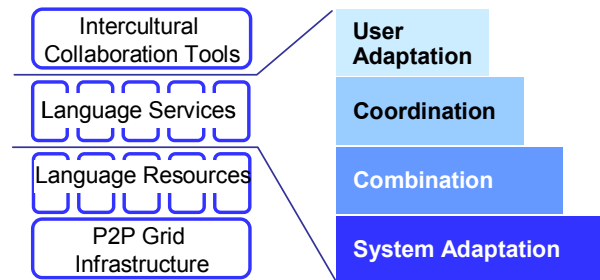 Intercultural
Collaboration Tools
Language Services
Language Resources
P2P Grid
Infrastructure
User
Adaptation
Coordination
Combination
System Adaptation